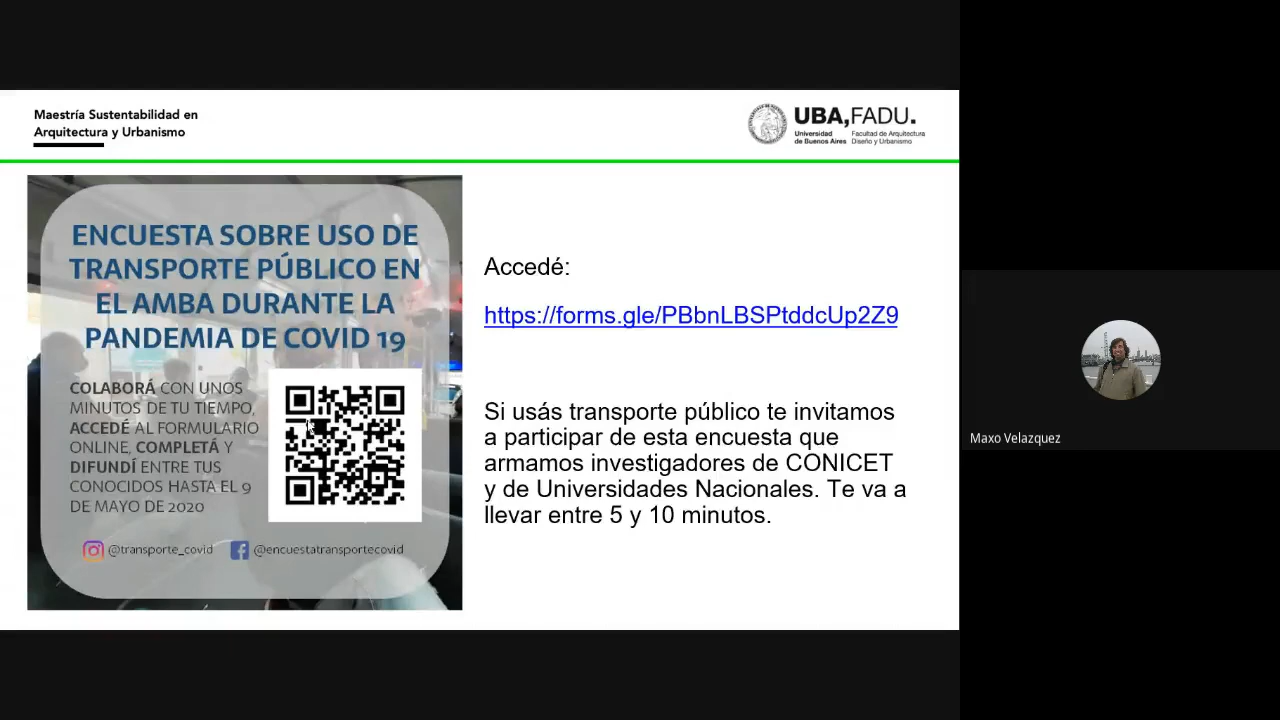 Maestría Sustentabilidad en
Arquitectura y Urbanismo
UBA,FADU.
Universidad
de Buenos Aires
Facultad de Arquitectura
Diseño y Urbanismo
ENCUESTA SOBRE USO DE
TRANSPORTE PÚBLICO EN
EL AMBA DURANTE LA
PANDEMIA DE COVID 19
COLABORÁ CON UNOS
MINUTOS DE TU TIEMPO,
ACCEDÉ AL FORMULARIO
ONLINE, COMPLETÁ Y
DIFUNDÍ ENTRE TUS
CONOCIDOS HASTA EL 9
DE MAYO DE 2020
@transporte_covid
@encuestatransportecovid
Accedé:
https://forms.gle/PBbnLBSPtddcUp2Z9
Si usás transporte público te invitamos
a participar de esta encuesta que
armamos investigadores de CONICET
y de Universidades Nacionales. Te va a
llevar entre 5 y 10 minutos.
Maxo Velazquez